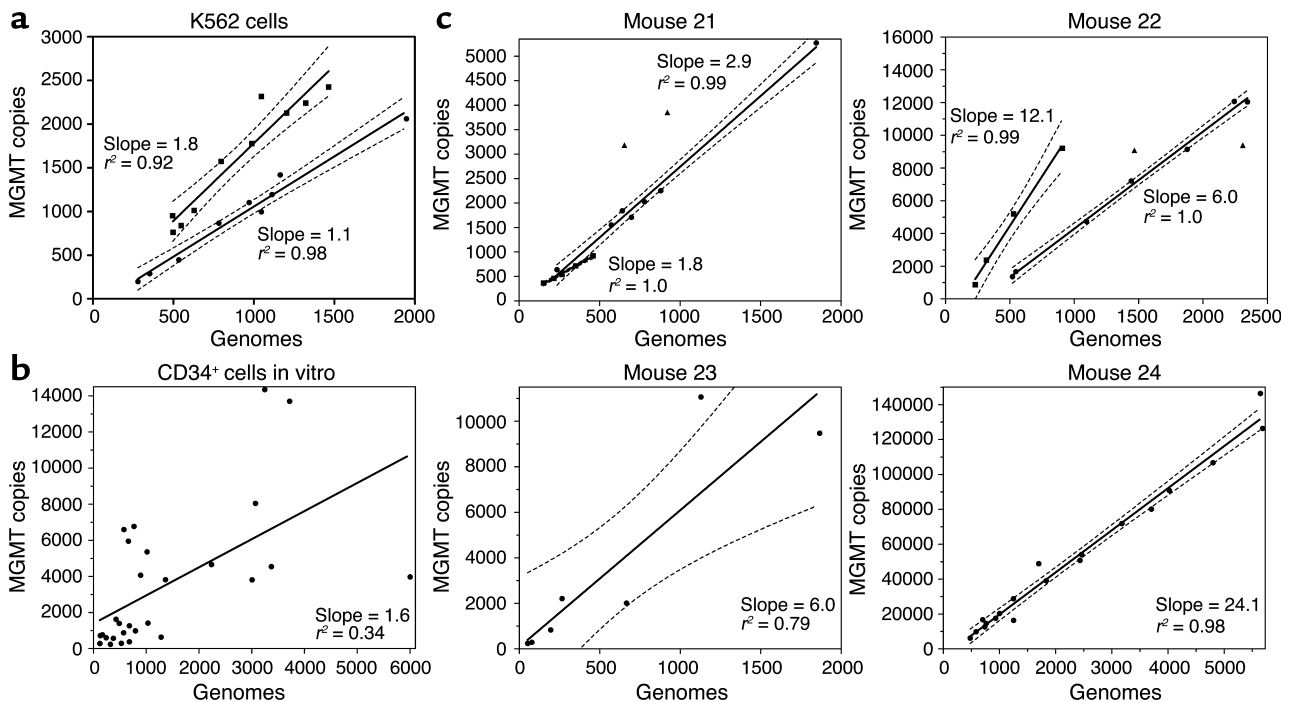 a
K562 cells
MGMT copies
3000
2500
2000
1500
1000
500
0
Slope = 1.8
r² = 0.92
Slope = 1.1
r² = 0.98
0 500 1000 1500 2000
Genomes
c
Mouse 21
MGMT copies
5000
4500
4000
3500
3000
2500
2000
1500
1000
500
0
Slope = 2.9
r² = 0.99
Slope = 1.8
r² = 1.0
0 500 1000 1500 2000
Genomes
Mouse 22
MGMT copies
16000
14000
12000
10000
8000
6000
4000
2000
0
Slope = 12.1
r² = 0.99
Slope = 6.0
r² = 1.0
0 500 1000 1500 2000 2500
Genomes
b
CD34⁺ cells in vitro
MGMT copies
14000
12000
10000
8000
6000
4000
2000
0
Slope = 1.6
r² = 0.34
0 1000 2000 3000 4000 5000 6000
Genomes
Mouse 23
MGMT copies
10000
8000
6000
4000
2000
0
Slope = 6.0
r² = 0.79
0 500 1000 1500 2000
Genomes
Mouse 24
MGMT copies
140000
120000
100000
80000
60000
40000
20000
0
Slope = 24.1
r² = 0.98
0 1000 2000 3000 4000 5000
Genomes